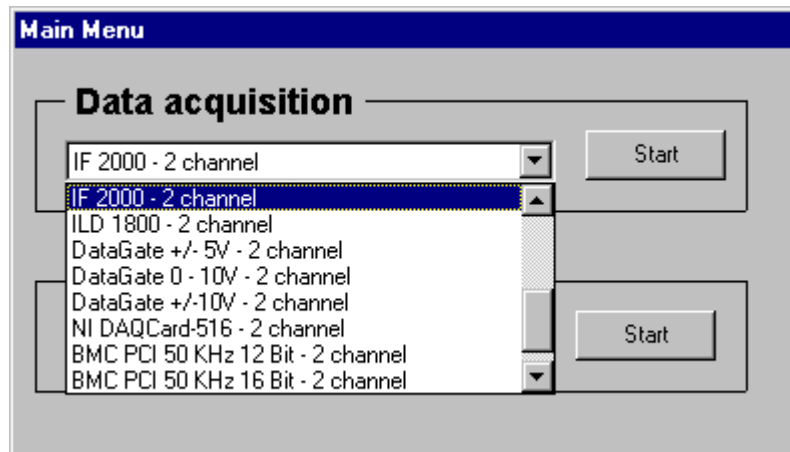 Main Menu
Data acquisition
IF 2000 - 2 channel
Start
IF 2000 - 2 channel
ILD 1800 - 2 channel
DataGate +/- 5V - 2 channel
DataGate 0 - 10V - 2 channel
DataGate +/-10V - 2 channel
NI DAQCard-516 - 2 channel
BMC PCI 50 KHz 12 Bit - 2 channel
BMC PCI 50 KHz 16 Bit - 2 channel
Start